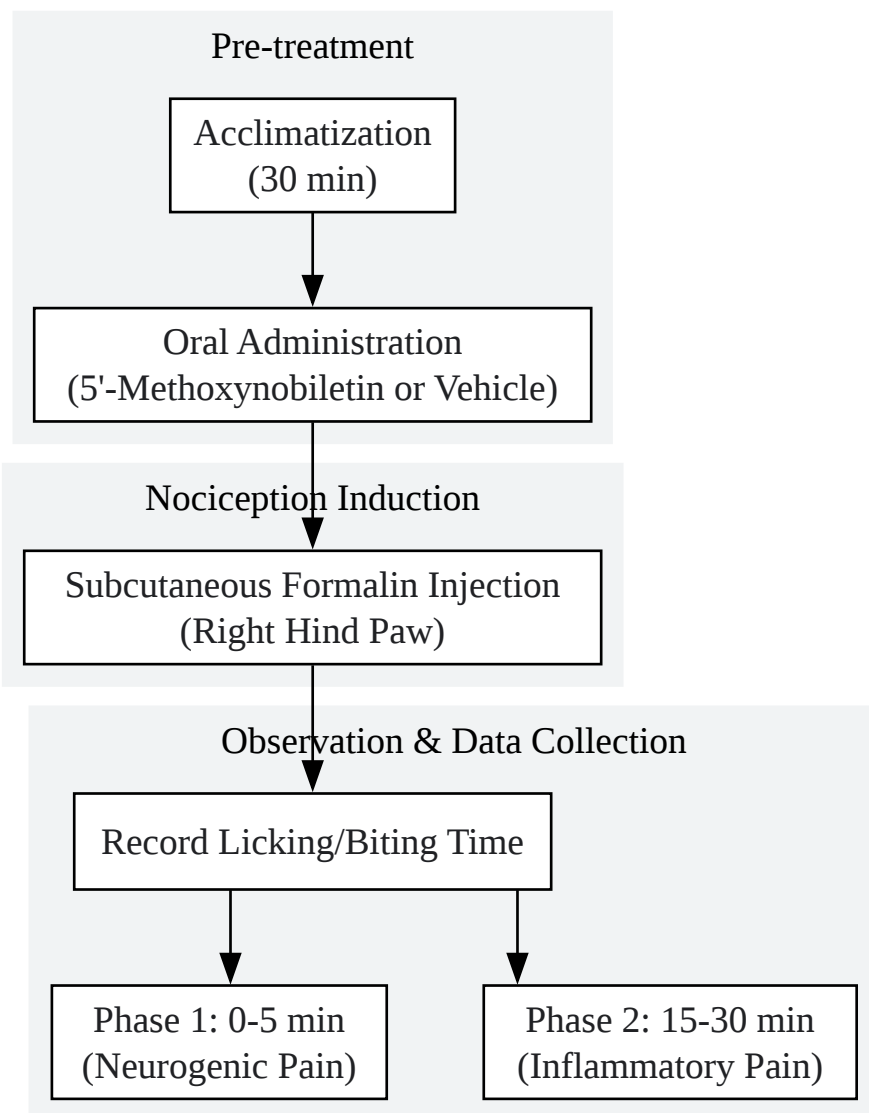 Pre-treatment
Acclimatization
(30 min)
Oral Administration
(5'-Methoxynobiletin or Vehicle)
Nociception Induction
Subcutaneous Formalin Injection
(Right Hind Paw)
Observation & Data Collection
Record Licking/Biting Time
Phase 1: 0-5 min
(Neurogenic Pain)
Phase 2: 15-30 min
(Inflammatory Pain)